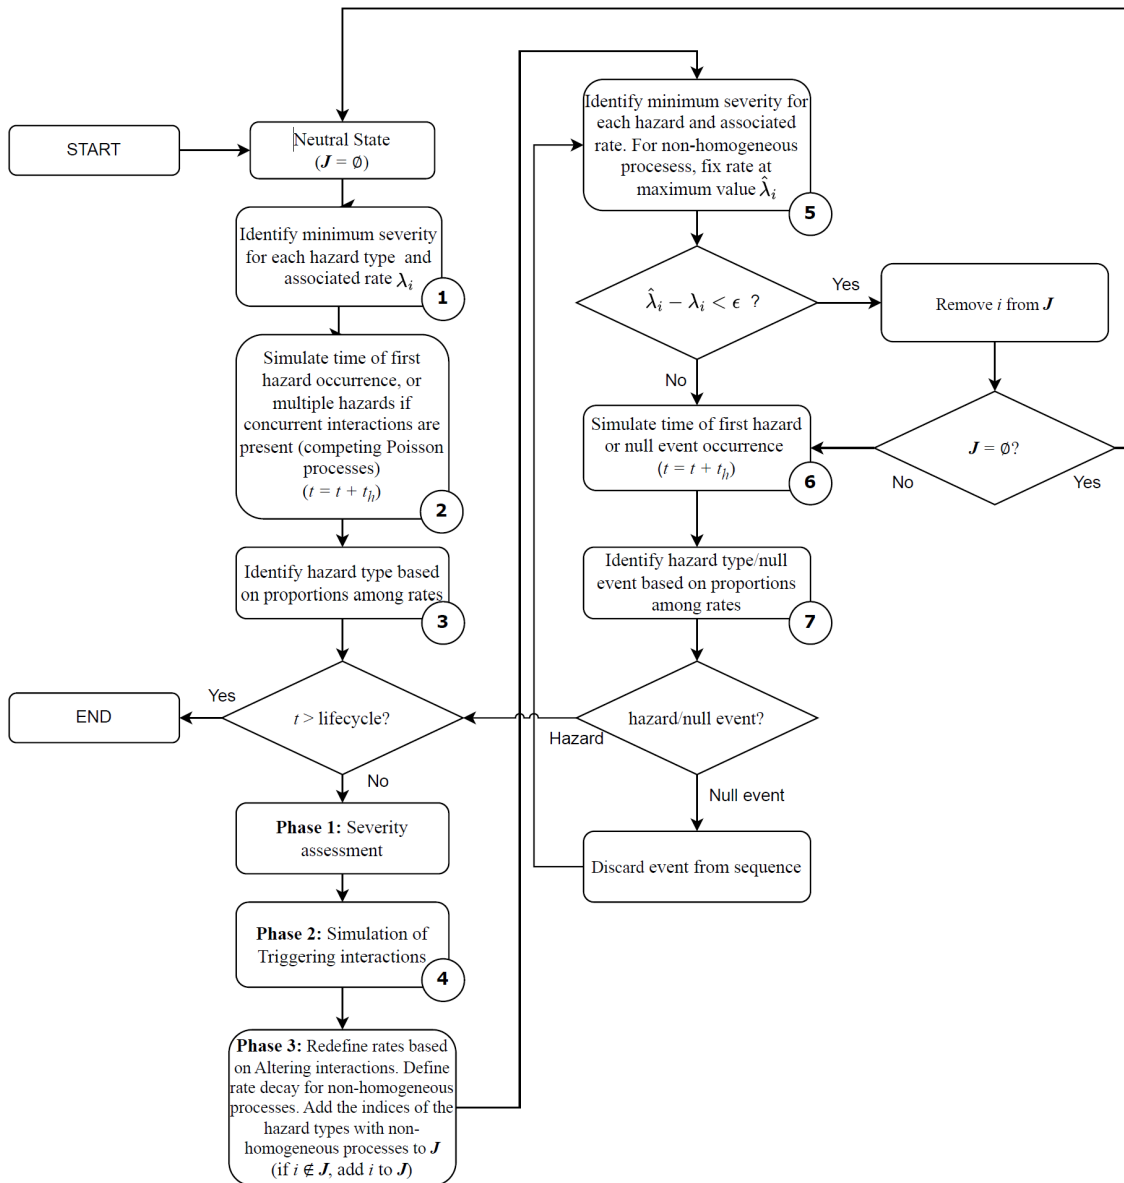 START
Neutral State
(J = ∅)
Identify minimum severity
for each hazard type and
associated rate λi
1
Simulate time of first
hazard occurrence, or
multiple hazards if
concurrent interactions are
present (competing Poisson
processes)
(t = t + th)
2
Identify hazard type based
on proportions among rates
3
t > lifecycle?
Yes
END
No
Phase 1: Severity
assessment
Phase 2: Simulation of
Triggering interactions
4
Phase 3: Redefine rates based
on Altering interactions. Define
rate decay for non-homogeneous
processes. Add the indices of the
hazard types with non-
homogeneous processes to J
(if i ∉ J, add i to J)
Identify minimum severity for
each hazard and associated
rate. For non-homogeneous
procesess, fix rate at
maximum value λ̂i
5
λ̂i − λi < ϵ ?
Yes
Remove i from J
No
J = ∅?
No
Yes
Simulate time of first hazard
or null event occurrence
(t = t + th)
6
Identify hazard type/null
event based on proportions
among rates
7
hazard/null event?
Hazard
Null event
Discard event from sequence